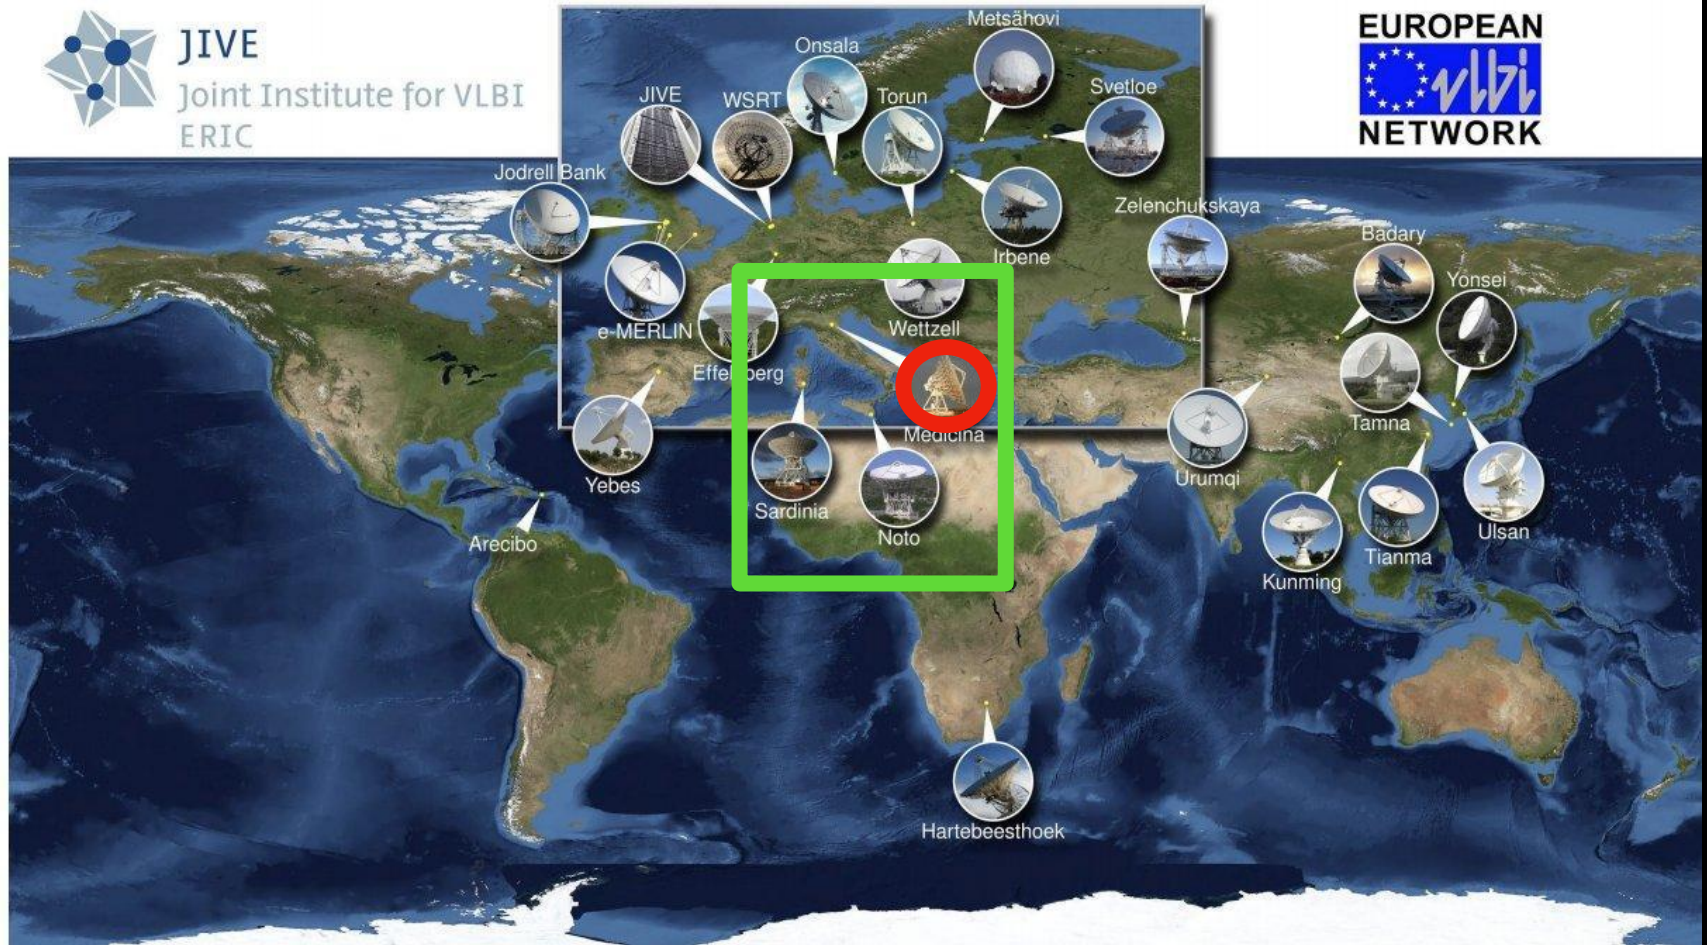 JIVE
Joint Institute for VLBI
ERIC
EUROPEAN
vlbi
NETWORK
Metsähovi
Onsala
JIVE
WSRT
Torun
Svetloe
Jodrell Bank
Zelenchukskaya
Irbene
Badary
Yonsei
e-MERLIN
Wettzell
Effelsberg
Medicina
Tamna
Yebes
Sardinia
Noto
Urumqi
Arecibo
Kunming
Tianma
Ulsan
Hartebeesthoek